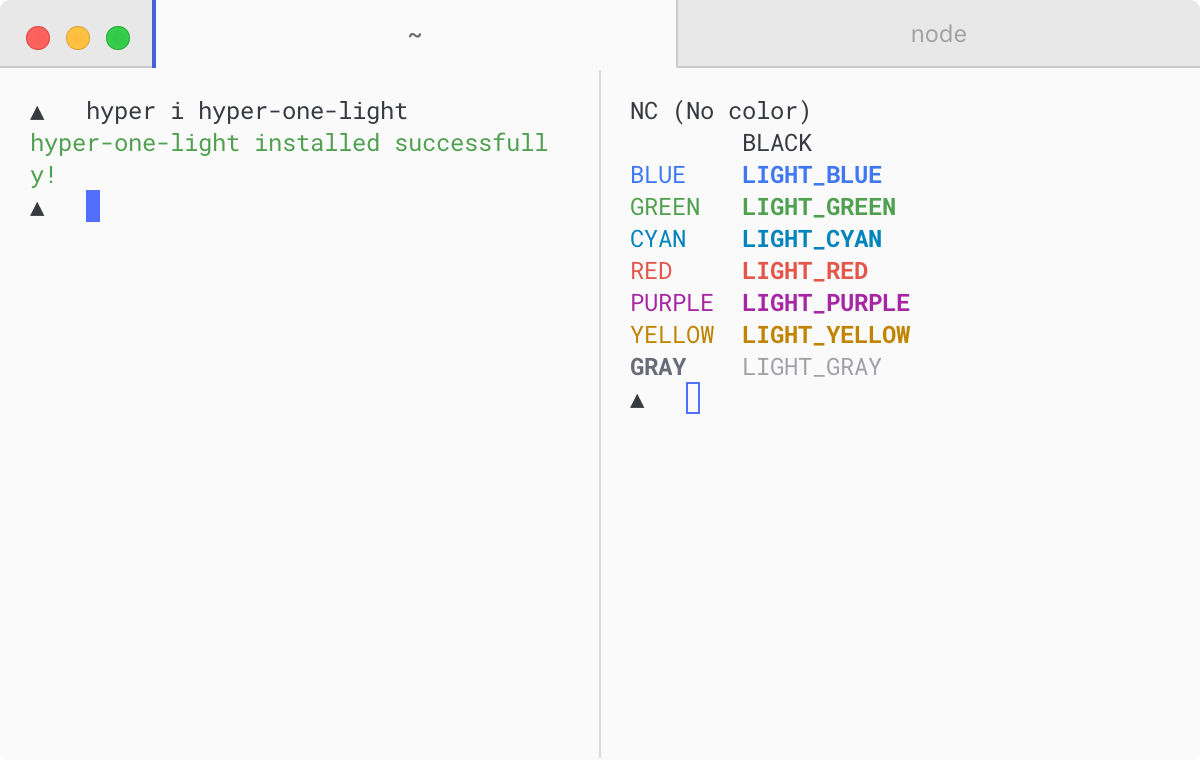 ~
node
▲ hyper i hyper-one-light
hyper-one-light installed successfull
y!
▲
NC (No color)
BLACK
BLUE LIGHT_BLUE
GREEN LIGHT_GREEN
CYAN LIGHT_CYAN
RED LIGHT_RED
PURPLE LIGHT_PURPLE
YELLOW LIGHT_YELLOW
GRAY LIGHT_GRAY
▲